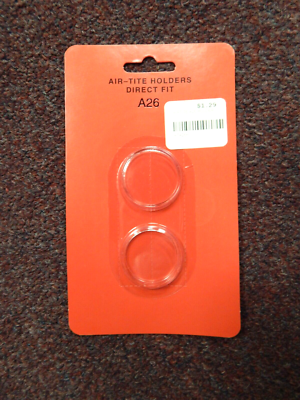 AIR-TITE HOLDERS
DIRECT FIT
A26